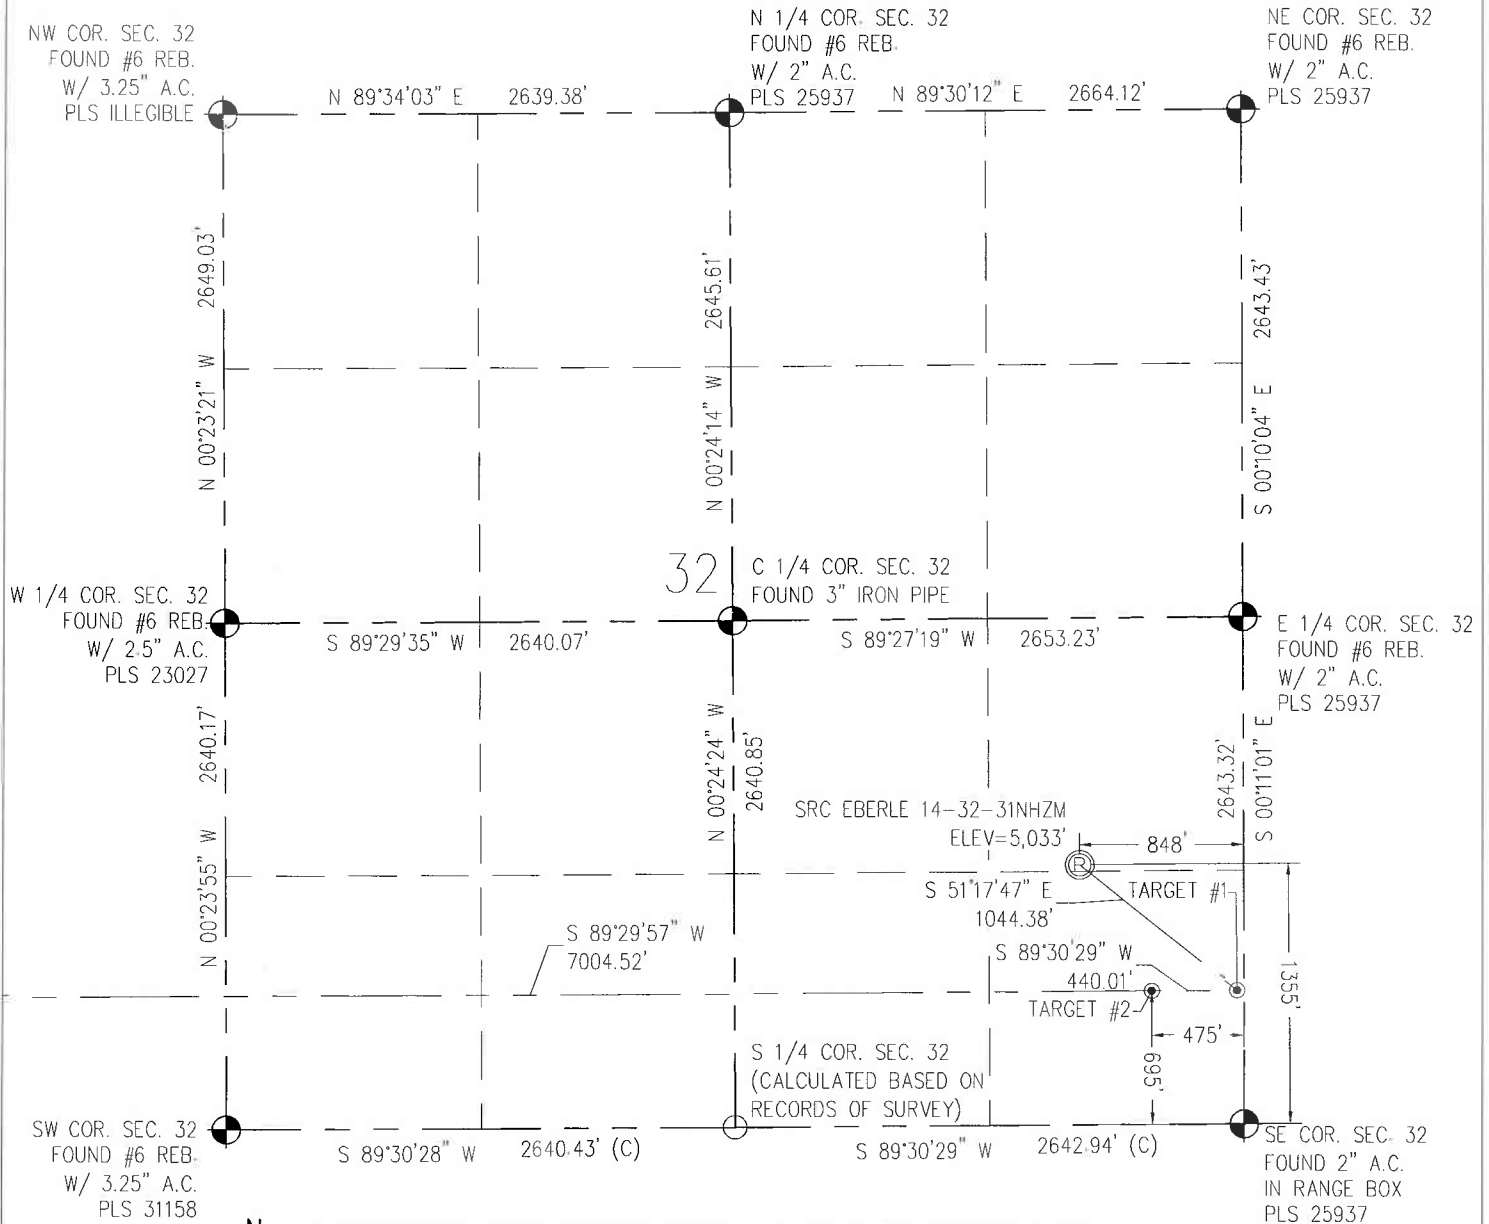 NW COR. SEC. 32
FOUND #6 REB.
W/ 3.25" A.C.
PLS ILLEGIBLE
N 1/4 COR. SEC. 32
FOUND #6 REB.
W/ 2" A.C.
PLS 25937
NE COR. SEC. 32
FOUND #6 REB.
W/ 2" A.C.
PLS 25937
N 89°34'03" E 2639.38'
N 89°30'12" E 2664.12'
N 00°23'21" W 2649.03'
N 00°24'14" W 2645.61'
S 00°10'04" E 2643.43'
32
W 1/4 COR. SEC. 32
FOUND #6 REB.
W/ 2.5" A.C.
PLS 23027
C 1/4 COR. SEC. 32
FOUND 3" IRON PIPE
E 1/4 COR. SEC. 32
FOUND #6 REB.
W/ 2" A.C.
PLS 25937
S 89°29'35" W 2640.07'
S 89°27'19" W 2653.23'
N 00°23'55" W 2640.17'
N 00°24'24" W
2640.85'
2643.32'
S 00°11'01" E
SRC EBERLE 14-32-31NHZM
ELEV=5,033'
848'
R
S 51°17'47" E
1044.38'
TARGET #1
S 89°29'57" W
7004.52'
S 89°30'29" W
440.01'
TARGET #2
1355'
475'
695'
S 1/4 COR. SEC. 32
(CALCULATED BASED ON
RECORDS OF SURVEY)
SW COR. SEC. 32
FOUND #6 REB.
W/ 3.25" A.C.
PLS 31158
S 89°30'28" W 2640.43' (C)
S 89°30'29" W 2642.94' (C)
SE COR. SEC. 32
FOUND 2" A.C.
IN RANGE BOX
PLS 25937
N